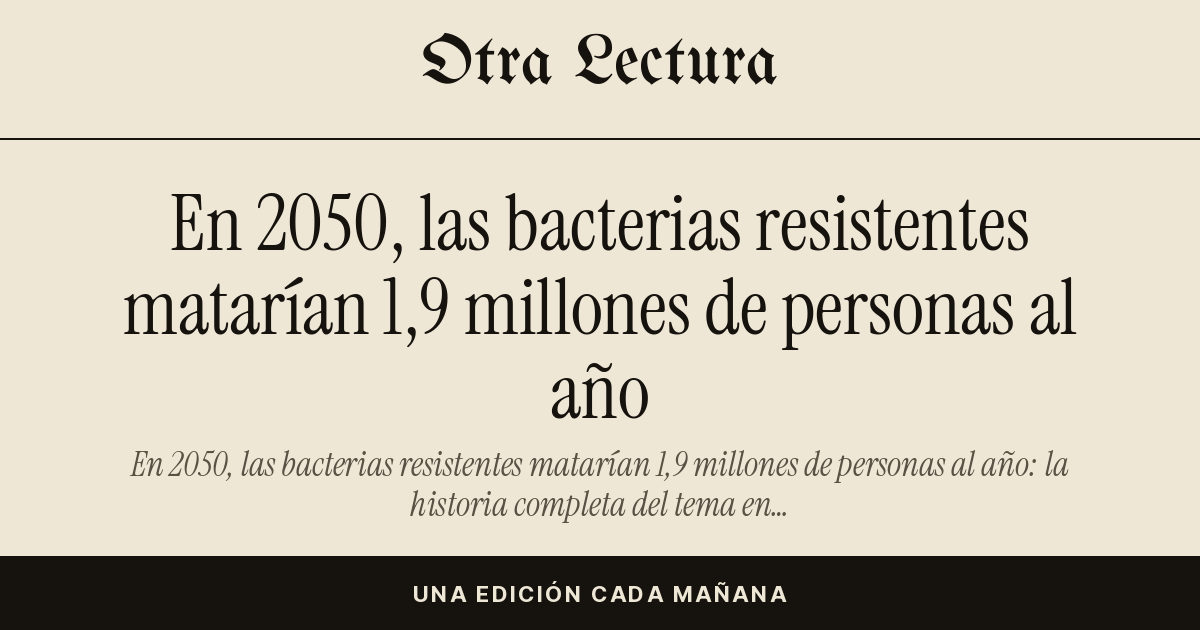 Otra Lectura
En 2050, las bacterias resistentes
matarían 1,9 millones de personas al
año
En 2050, las bacterias resistentes matarían 1,9 millones de personas al año: la
historia completa del tema en...
UNA EDICIÓN CADA MAÑANA